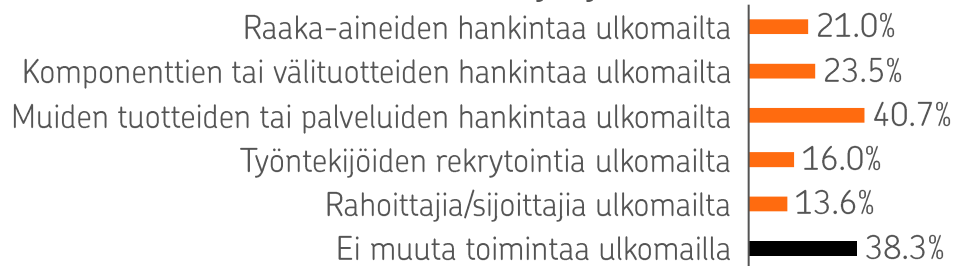 Raaka-aineiden hankintaa ulkomailta 21.0%
Komponenttien tai välituotteiden hankintaa ulkomailta 23.5%
Muiden tuotteiden tai palveluiden hankintaa ulkomailta 40.7%
Työntekijöiden rekrytointia ulkomailta 16.0%
Rahoittajia/sijoittajia ulkomailta 13.6%
Ei muuta toimintaa ulkomailla 38.3%